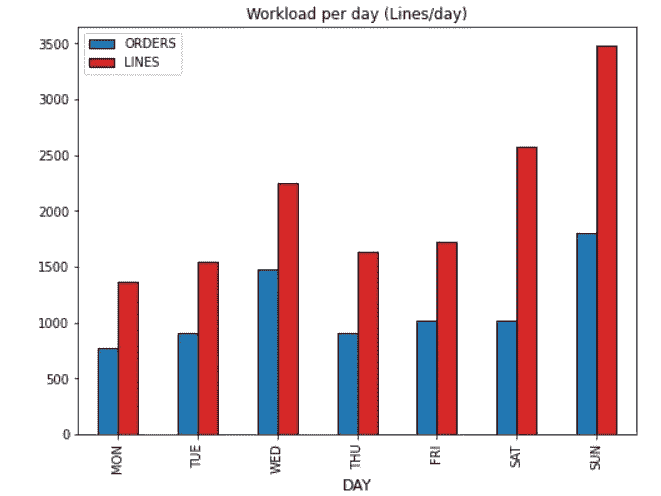 Workload per day (Lines/day)
ORDERS
LINES
3500
3000
2500
2000
1500
1000
500
0
MON
TUE
WED
THU
FRI
SAT
SUN
DAY